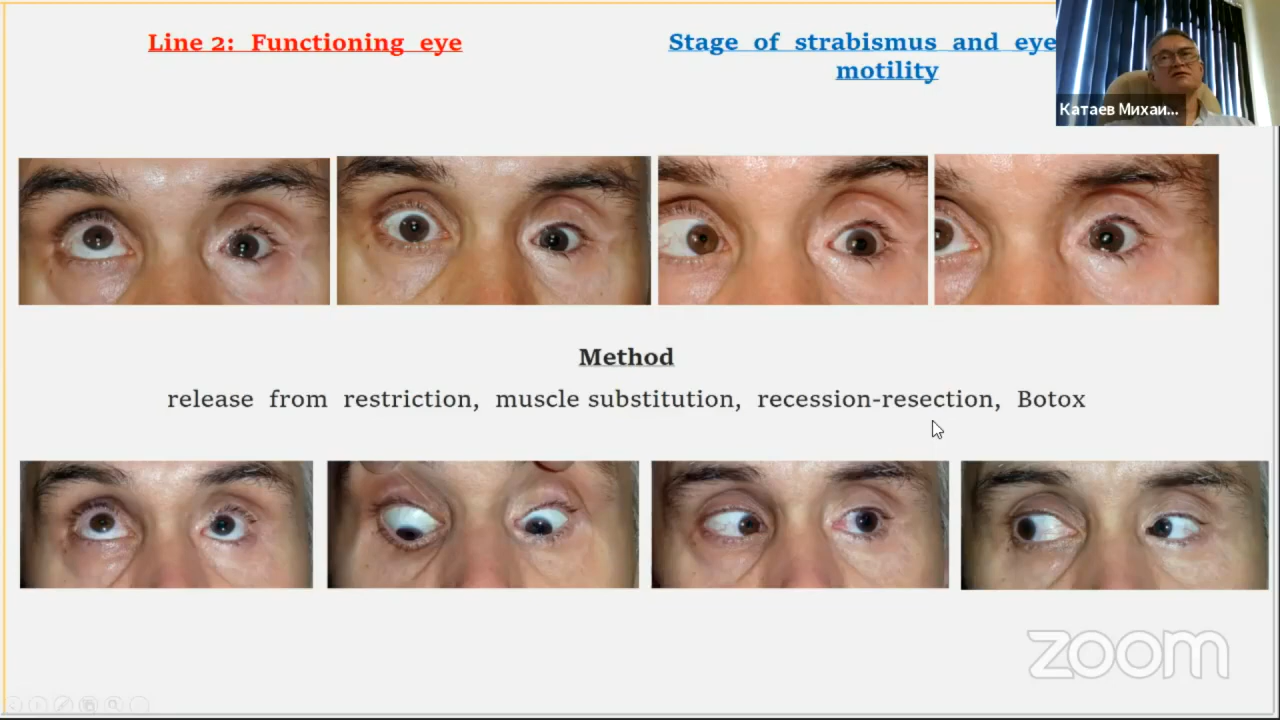 Line 2: Functioning eye
Stage of strabismus and eye
motility
Катаев Михаи...
Method
release from restriction, muscle substitution, recession-resection, Botox
zoom